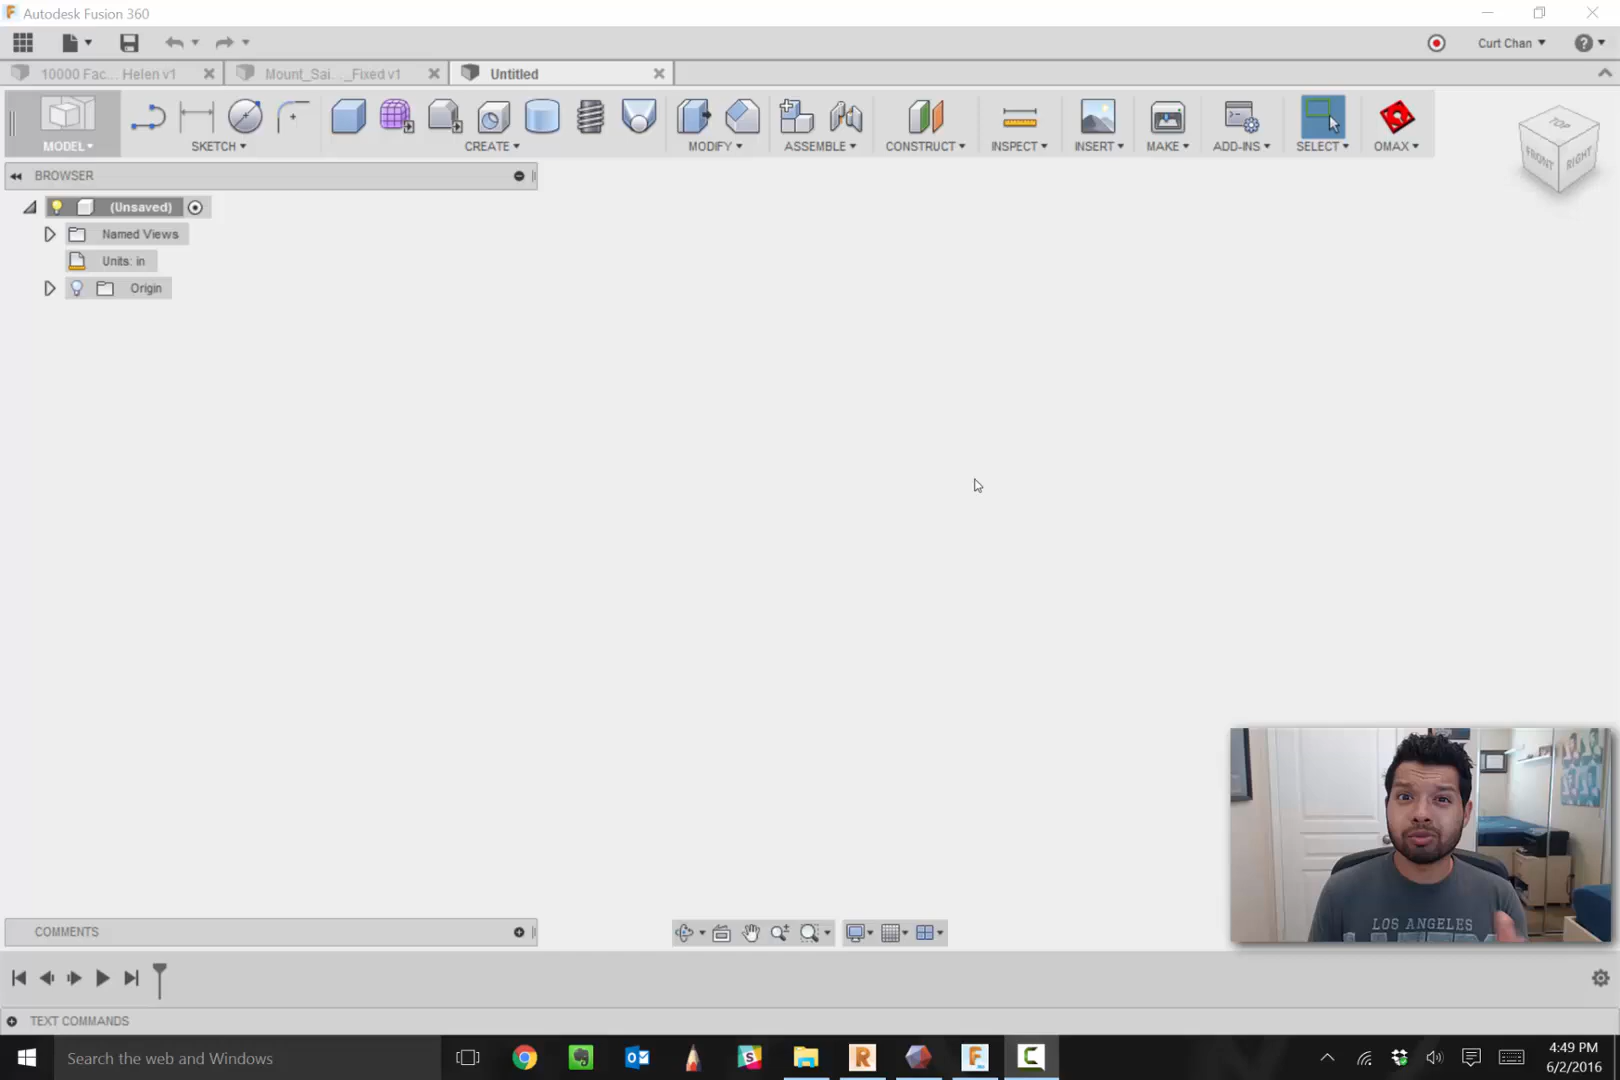 Autodesk Fusion 360
Curt Chan
10000 Fac... Helen v1
Mount_Sai. ... _Fixed v1
Untitled
MODEL
SKETCH
CREATE
MODIFY
ASSEMBLE
CONSTRUCT
INSPECT
INSERT
MAKE
ADD-INS
SELECT
OMAX
TOP
FRONT
RIGHT
BROWSER
(Unsaved)
Named Views
Units: in
Origin
LOS ANGELES
COMMENTS
TEXT COMMANDS
Search the web and Windows
4:49 PM
6/2/2016